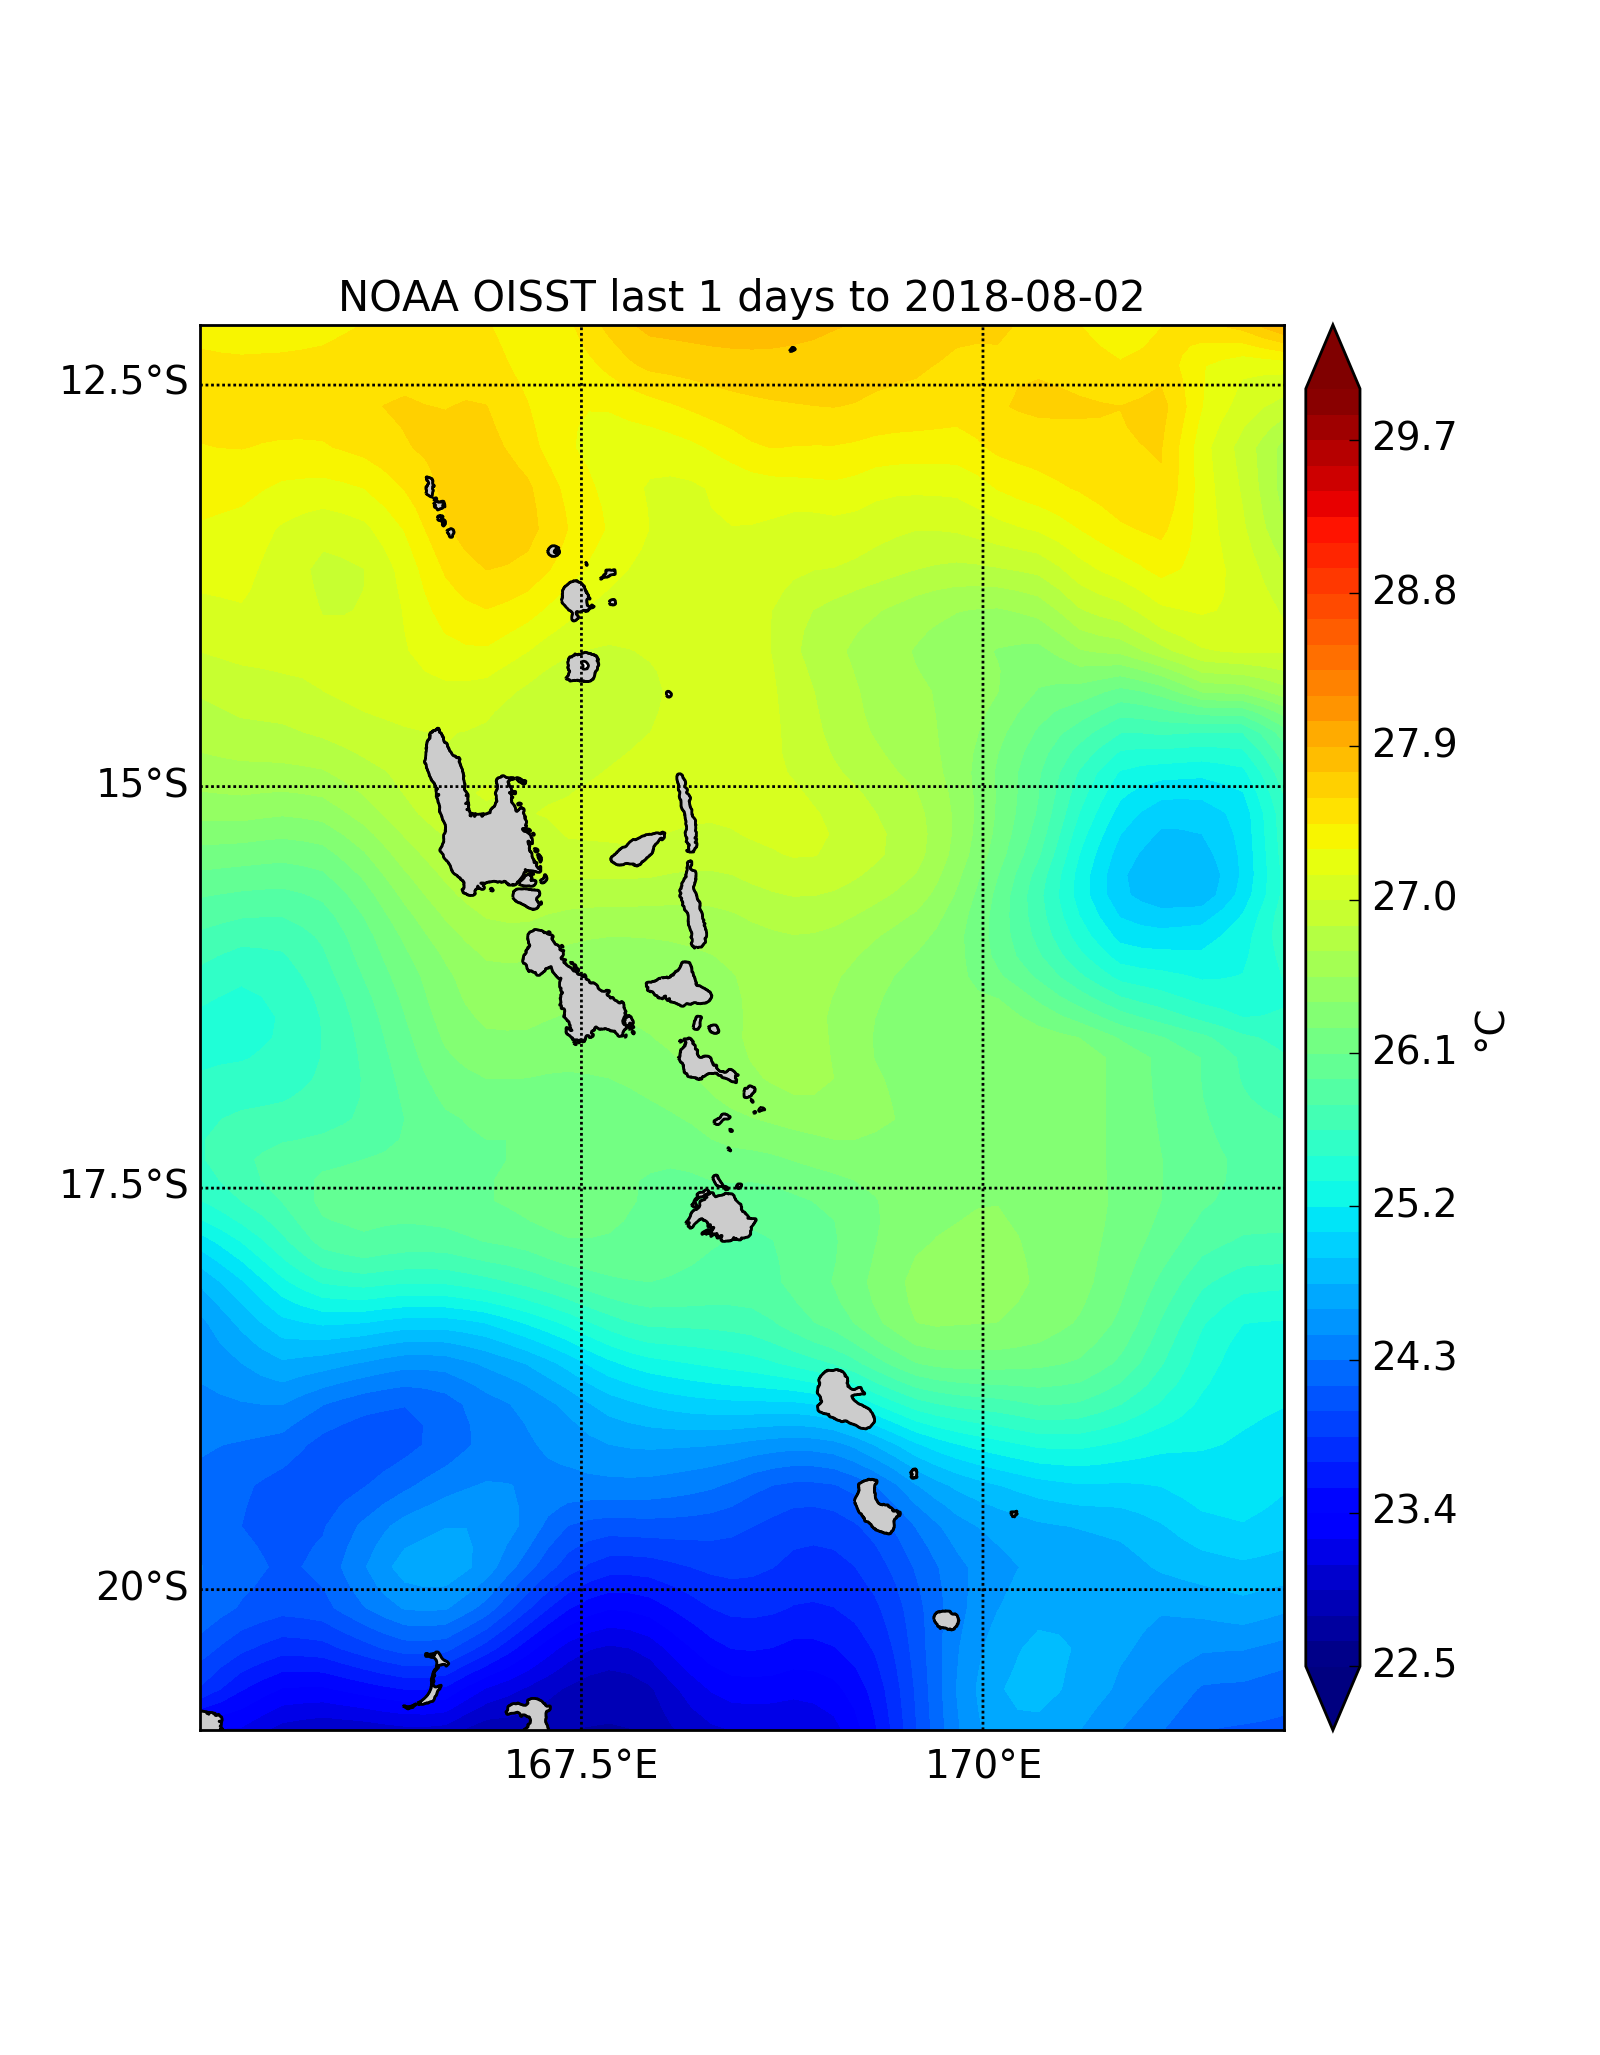 NOAA OISST last 1 days to 2018-08-02
12.5°S
15°S
17.5°S
20°S
167.5°E
170°E
29.7
28.8
27.9
27.0
26.1
25.2
24.3
23.4
22.5
°C